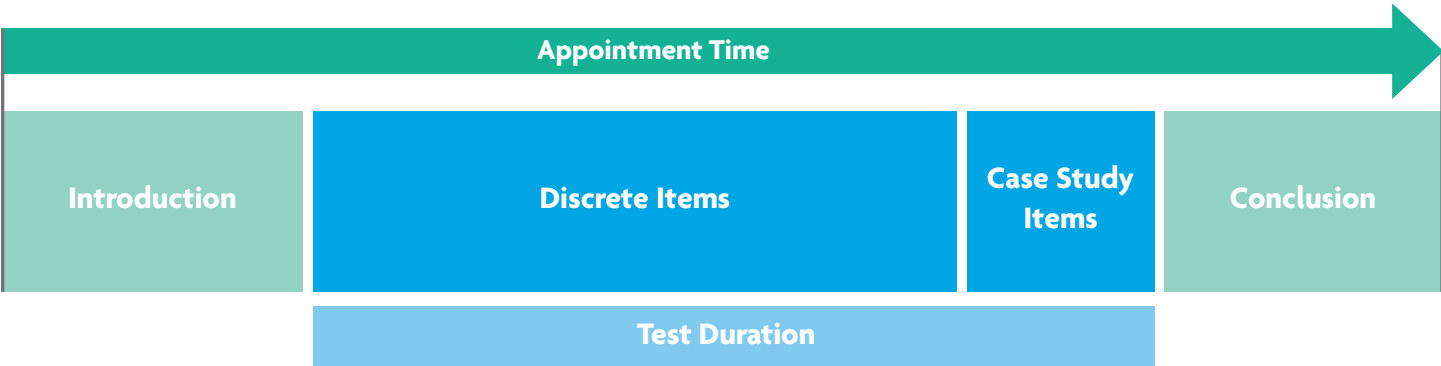 Appointment Time
Introduction
Discrete Items
Case Study
Items
Conclusion
Test Duration